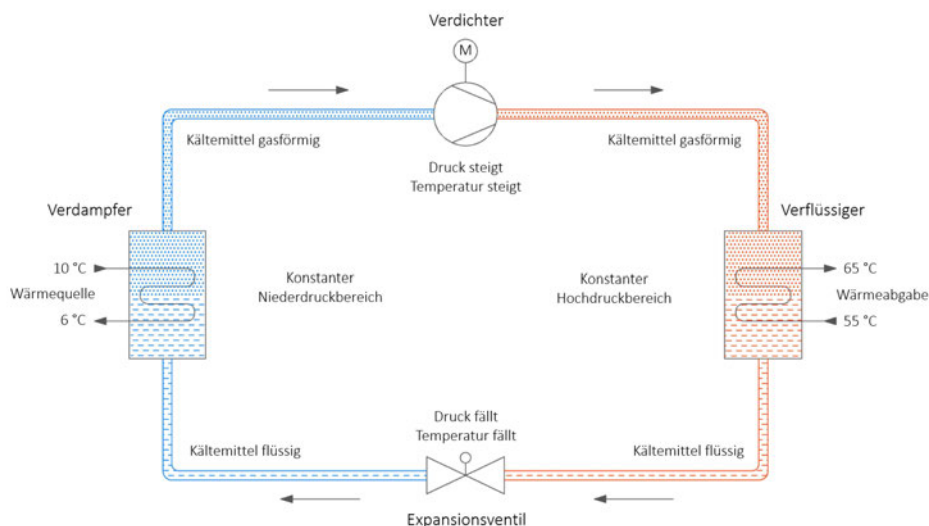 Verdichter
M
Kältemittel gasförmig
Kältemittel gasförmig
Druck steigt
Temperatur steigt
Verdampfer
Verflüssiger
10 °C
Wärmequelle
6 °C
Konstanter
Niederdruckbereich
Konstanter
Hochdruckbereich
65 °C
Wärmeabgabe
55 °C
Druck fällt
Temperatur fällt
Kältemittel flüssig
Kältemittel flüssig
Expansionsventil